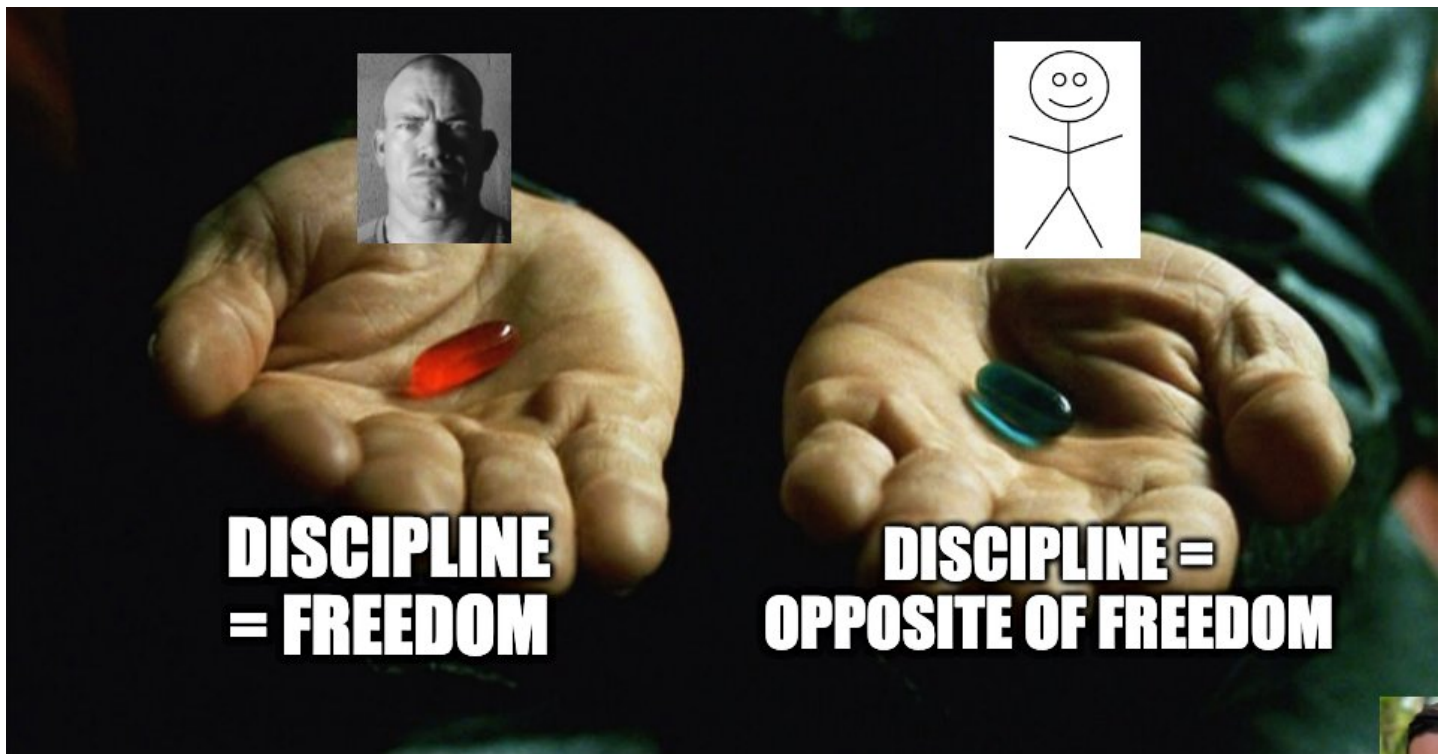 DISCIPLINE
= FREEDOM
DISCIPLINE =
OPPOSITE OF FREEDOM